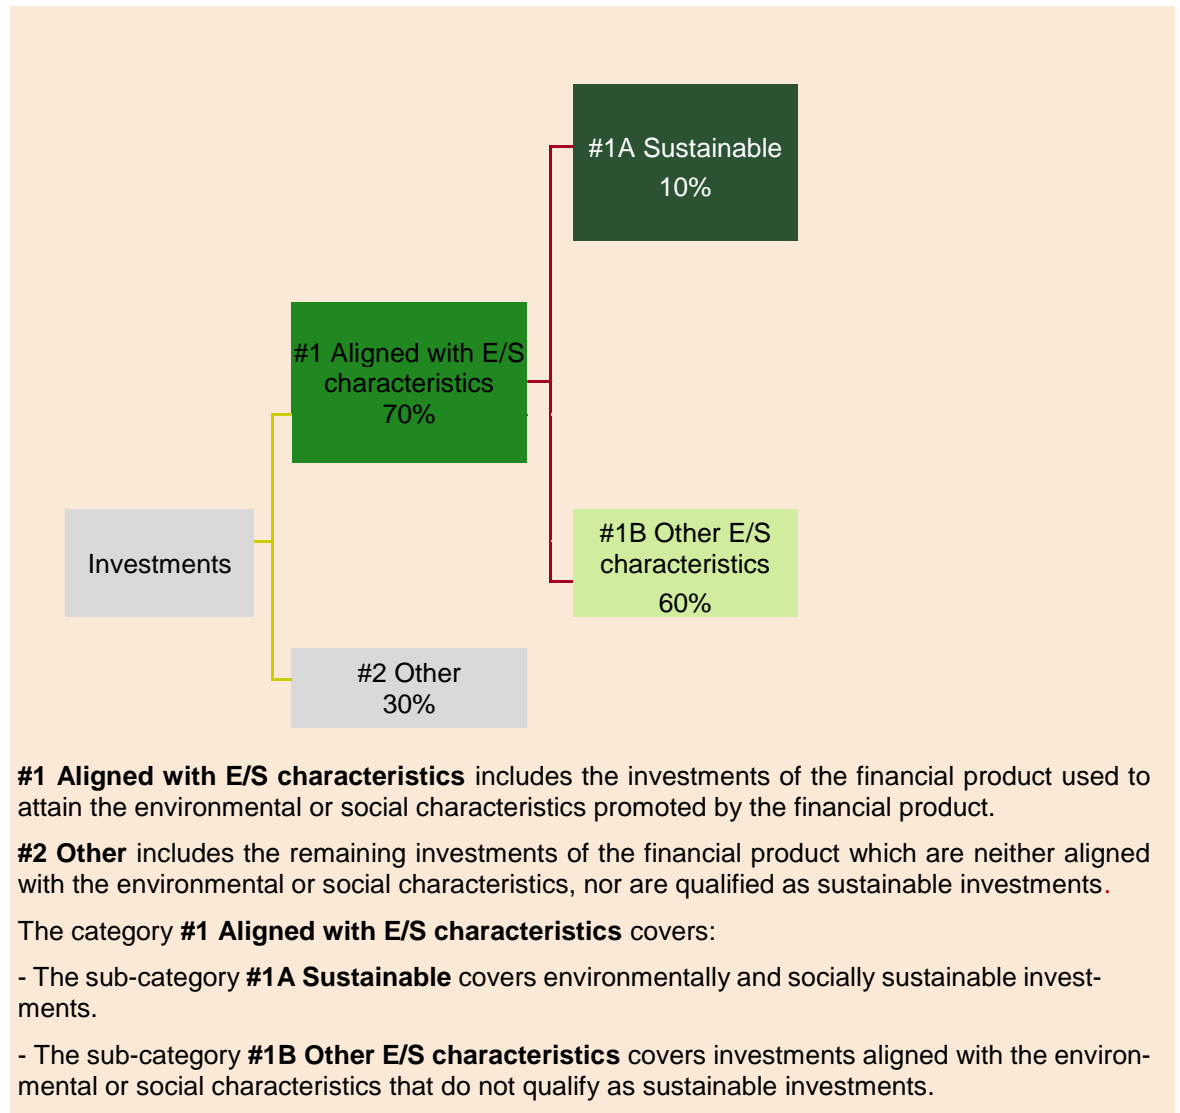 #1A Sustainable
10%
#1 Aligned with E/S
characteristics
70%
#1B Other E/S
characteristics
60%
Investments
#2 Other
30%
#1 Aligned with E/S characteristics includes the investments of the financial product used to
attain the environmental or social characteristics promoted by the financial product.
#2 Other includes the remaining investments of the financial product which are neither aligned
with the environmental or social characteristics, nor are qualified as sustainable investments.
The category #1 Aligned with E/S characteristics covers:
- The sub-category #1A Sustainable covers environmentally and socially sustainable invest-
ments.
- The sub-category #1B Other E/S characteristics covers investments aligned with the environ-
mental or social characteristics that do not qualify as sustainable investments.